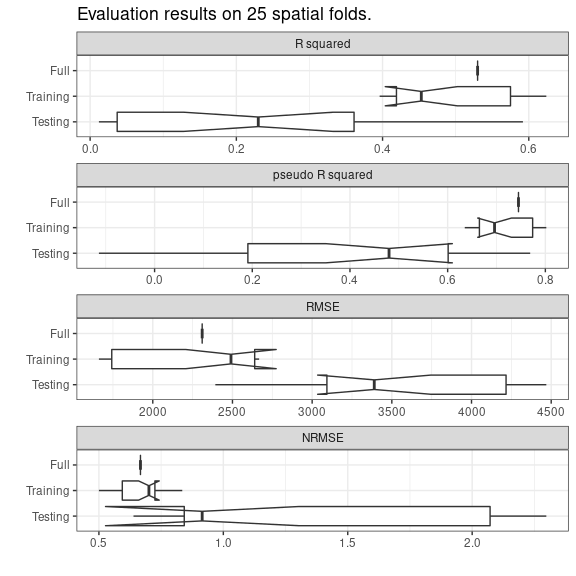 Evaluation results on 25 spatial folds.
R squared
Full
Training
Testing
0.0 0.2 0.4 0.6
pseudo R squared
Full
Training
Testing
0.0 0.2 0.4 0.6 0.8
RMSE
Full
Training
Testing
2000 2500 3000 3500 4000 4500
NRMSE
Full
Training
Testing
0.5 1.0 1.5 2.0